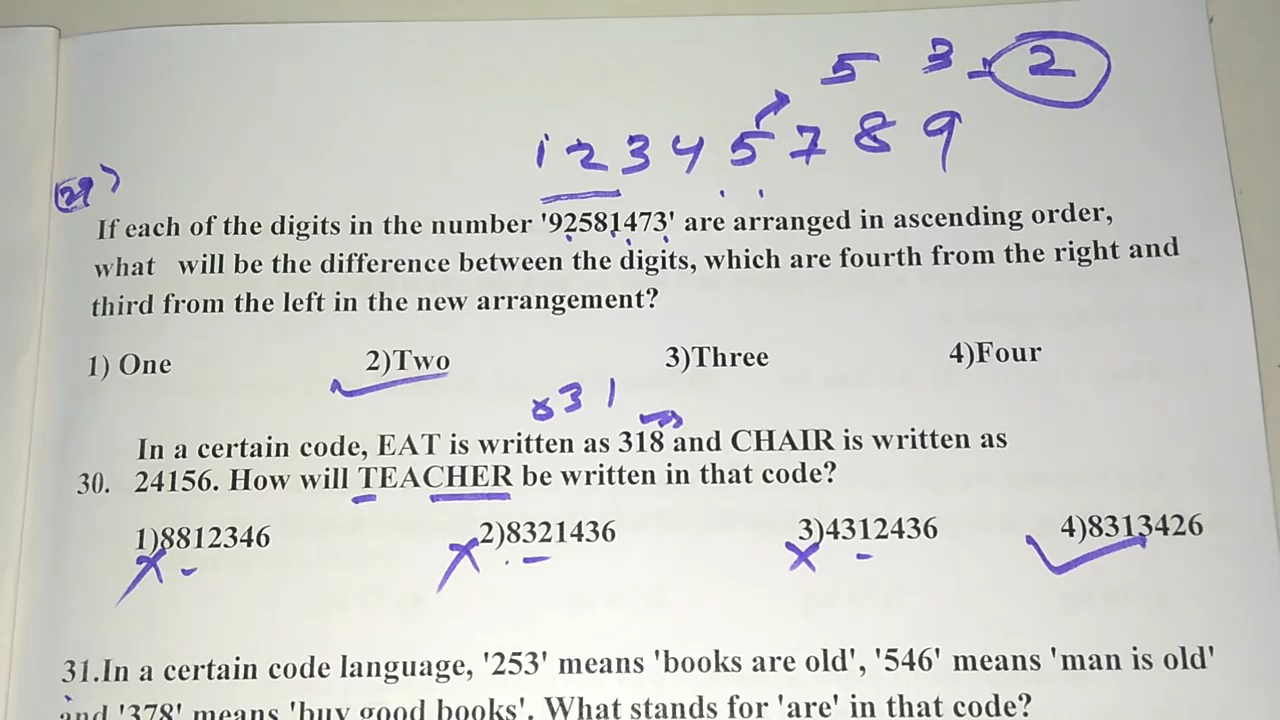 5 3 - 2
1 2 3 4 5 7 8 9
29)
If each of the digits in the number '92581473' are arranged in ascending order,
what will be the difference between the digits, which are fourth from the right and
third from the left in the new arrangement?
1) One 2)Two 3)Three 4)Four
8 3 1
In a certain code, EAT is written as 318 and CHAIR is written as
30. 24156. How will TEACHER be written in that code?
1)8812346 2)8321436 3)4312436 4)8313426
31.In a certain code language, '253' means 'books are old', '546' means 'man is old'
and '378' means 'buy good books'. What stands for 'are' in that code?